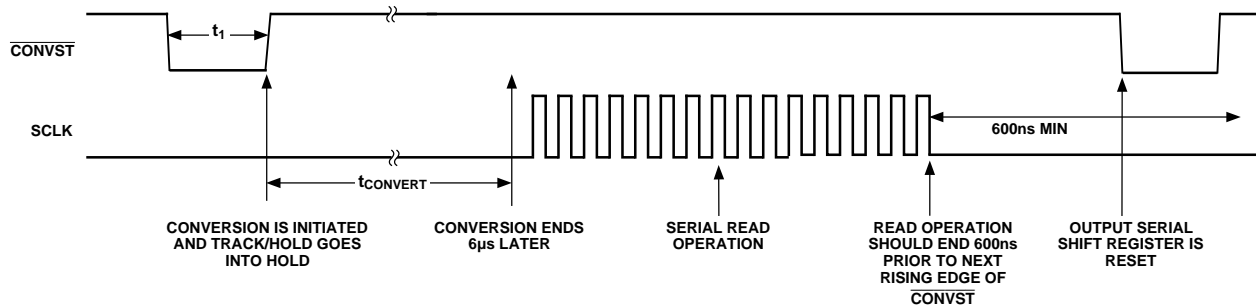 t1
CONVST
SCLK
600ns MIN
tCONVERT
CONVERSION IS INITIATED
AND TRACK/HOLD GOES
INTO HOLD
CONVERSION ENDS
6µs LATER
SERIAL READ
OPERATION
READ OPERATION
SHOULD END 600ns
PRIOR TO NEXT
RISING EDGE OF
CONVST
OUTPUT SERIAL
SHIFT REGISTER IS
RESET